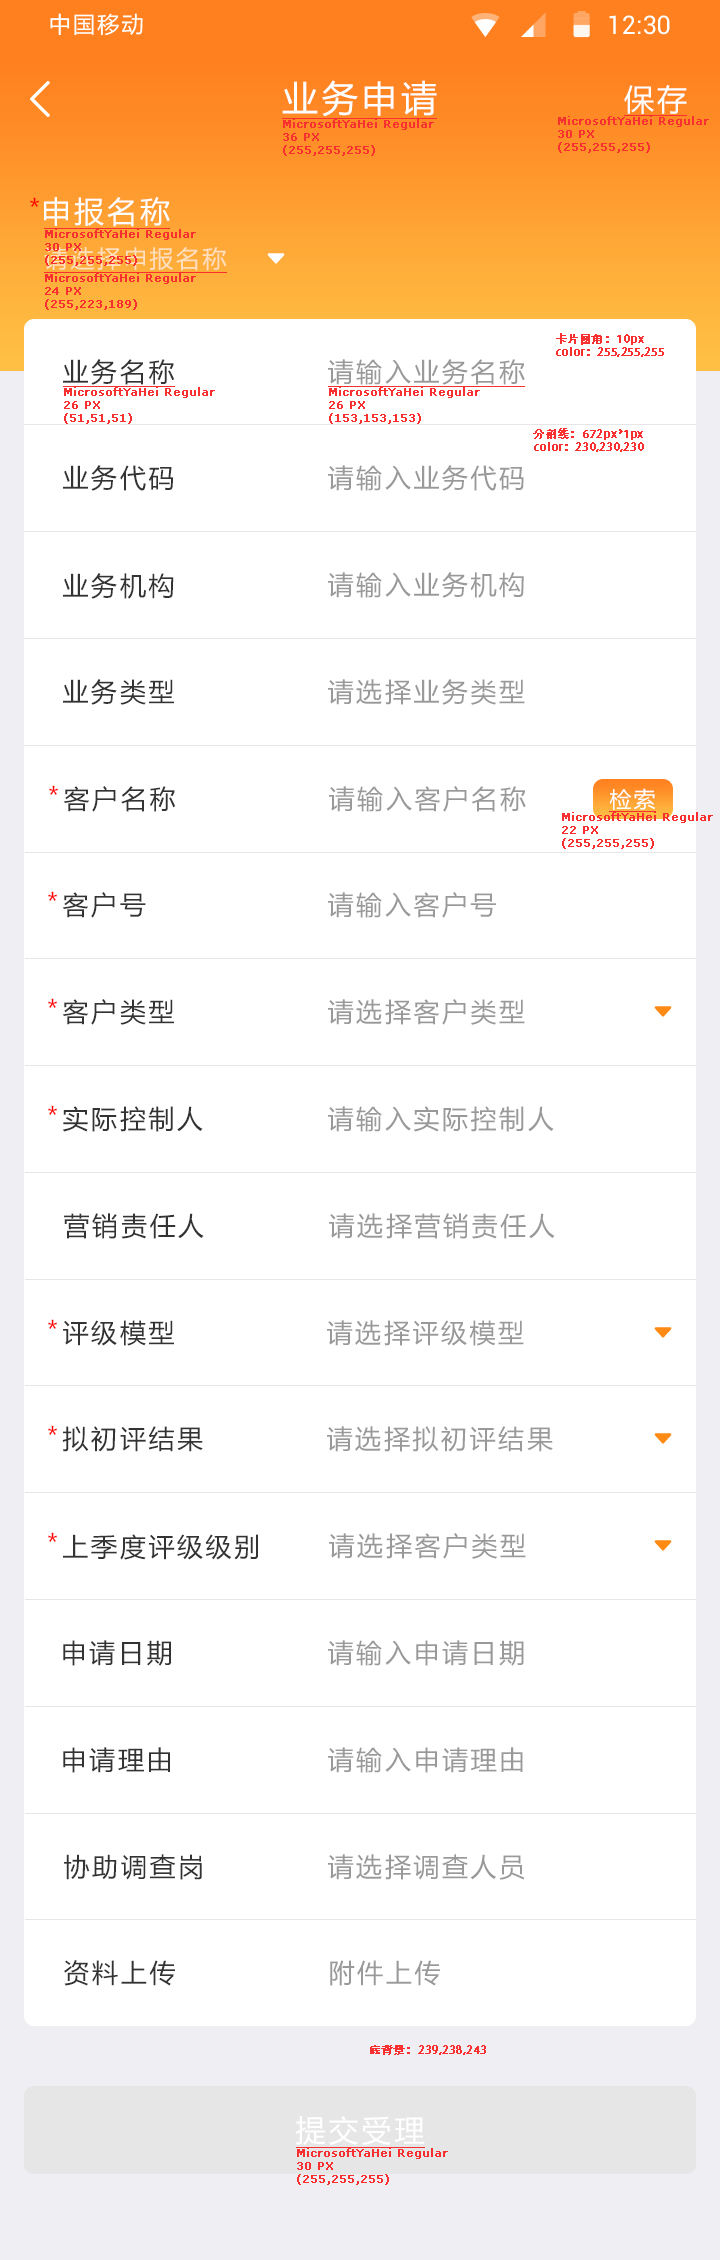 中国移动 12:30
业务申请 保存
MicrosoftYaHei Regular
36 PX
(255,255,255)
MicrosoftYaHei Regular
30 PX
(255,255,255)
*申报名称
MicrosoftYaHei Regular
30 PX
(255,255,255)
请选择申报名称
MicrosoftYaHei Regular
24 PX
(255,223,189)
卡片圆角：10px
color：255,255,255
业务名称 请输入业务名称
MicrosoftYaHei Regular
26 PX
(51,51,51)
MicrosoftYaHei Regular
26 PX
(153,153,153)
分割线：672px*1px
color：230,230,230
业务代码 请输入业务代码
业务机构 请输入业务机构
业务类型 请选择业务类型
*客户名称 请输入客户名称 检索
MicrosoftYaHei Regular
22 PX
(255,255,255)
*客户号 请输入客户号
*客户类型 请选择客户类型
*实际控制人 请输入实际控制人
营销责任人 请选择营销责任人
*评级模型 请选择评级模型
*拟初评结果 请选择拟初评结果
*上季度评级级别 请选择客户类型
申请日期 请输入申请日期
申请理由 请输入申请理由
协助调查岗 请选择调查人员
资料上传 附件上传
底背景：239,238,243
提交受理
MicrosoftYaHei Regular
30 PX
(255,255,255)